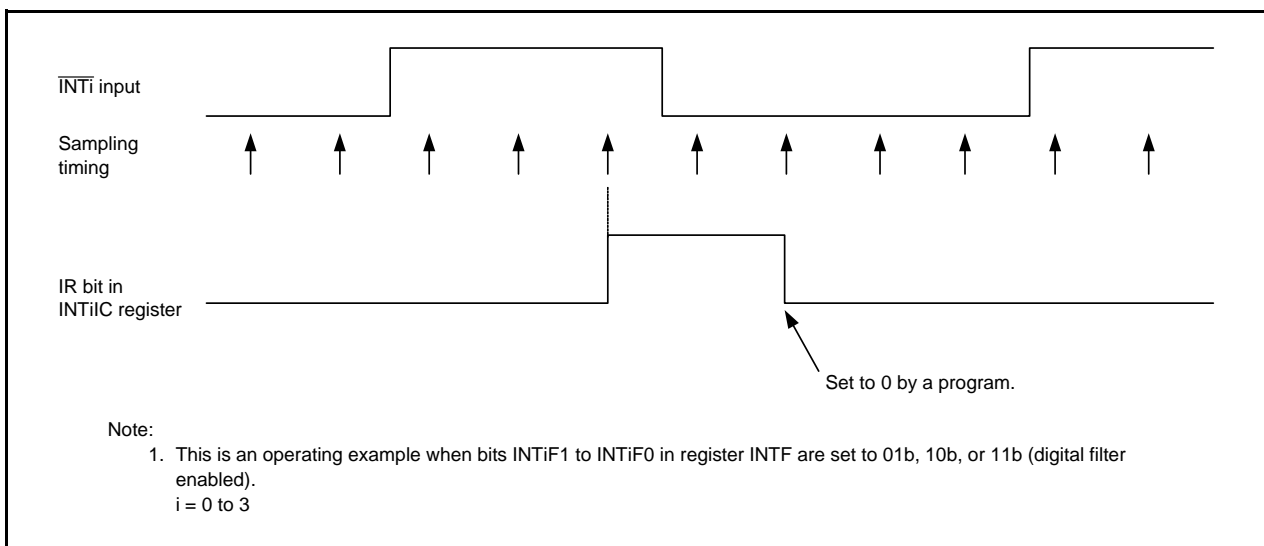 INTi input
Sampling
timing
IR bit in
INTiIC register
Set to 0 by a program.
Note:
1. This is an operating example when bits INTiF1 to INTiF0 in register INTF are set to 01b, 10b, or 11b (digital filter
enabled).
i = 0 to 3